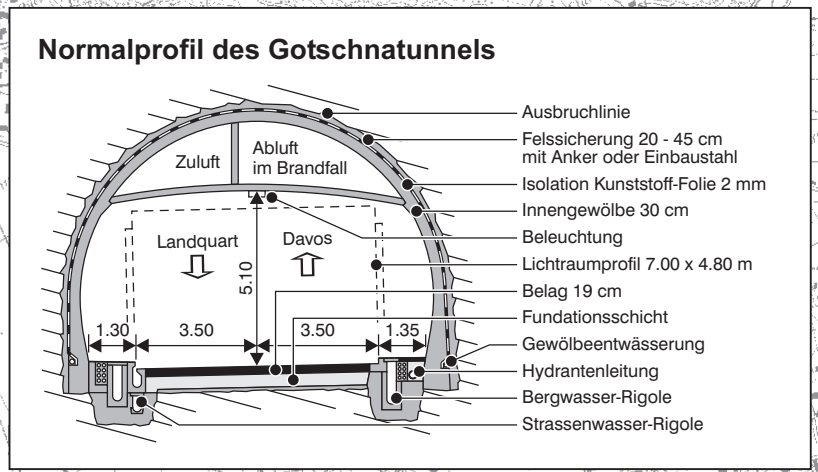 Normalprofil des Gotschnatunnels
Ausbruchlinie
Felssicherung 20 - 45 cm
mit Anker oder Einbaustahl
Isolation Kunststoff-Folie 2 mm
Innengewölbe 30 cm
Beleuchtung
Lichtraumprofil 7.00 x 4.80 m
Belag 19 cm
Fundationsschicht
Gewölbeentwässerung
Hydrantenleitung
Bergwasser-Rigole
Strassenwasser-Rigole
Zuluft
Abluft
im Brandfall
Landquart
Davos
5.10
1.30
3.50
3.50
1.35